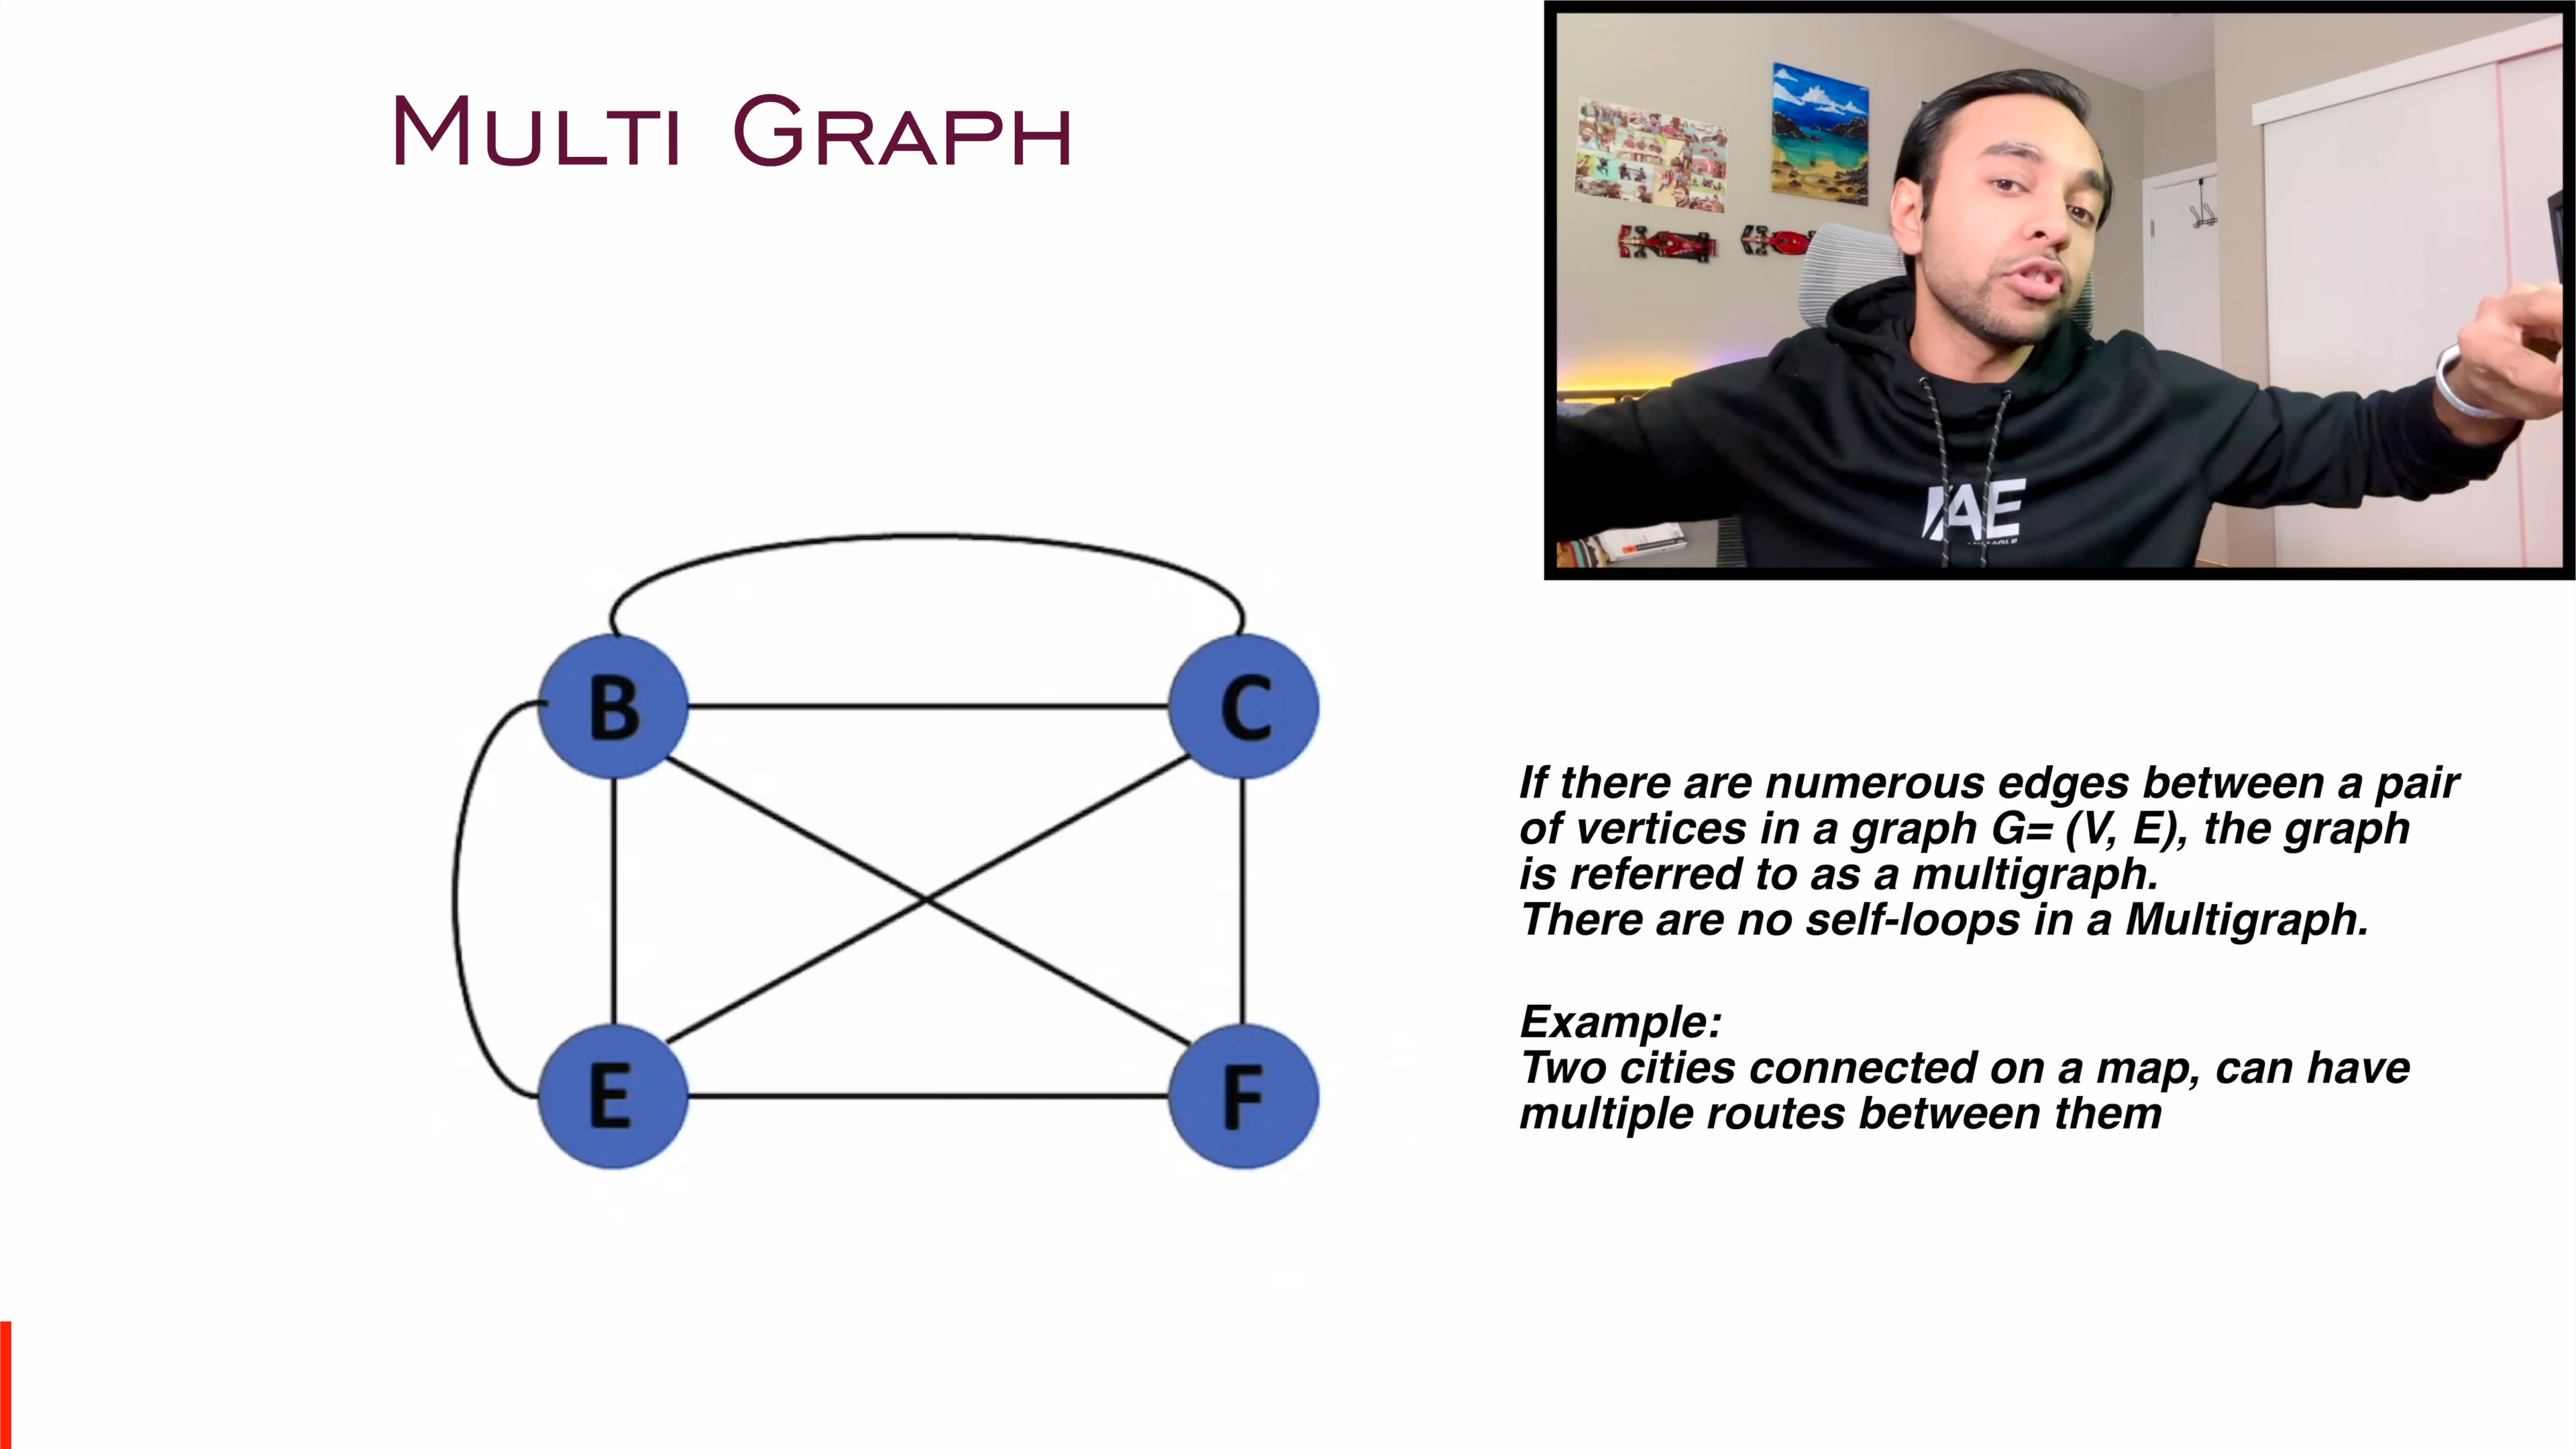 MULTI GRAPH
B
C
E
F
AE
If there are numerous edges between a pair
of vertices in a graph G= (V, E), the graph
is referred to as a multigraph.
There are no self-loops in a Multigraph.
Example:
Two cities connected on a map, can have
multiple routes between them